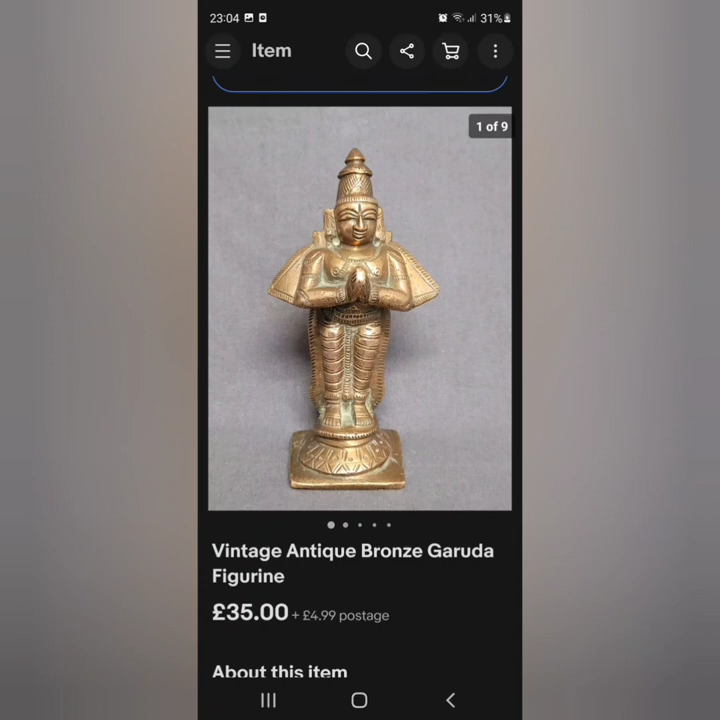 23:04 31%
Item
1 of 9
Vintage Antique Bronze Garuda
Figurine
£35.00 + £4.99 postage
About this item